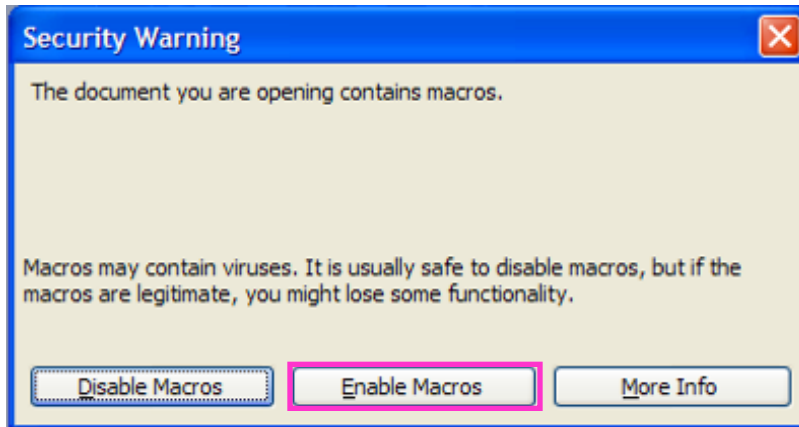 Security Warning
The document you are opening contains macros.
Macros may contain viruses. It is usually safe to disable macros, but if the
macros are legitimate, you might lose some functionality.
Disable Macros Enable Macros More Info